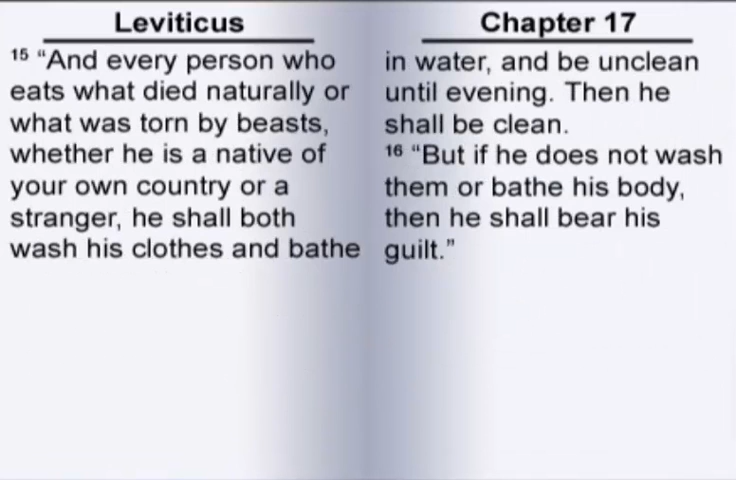 Leviticus
15 “And every person who
eats what died naturally or
what was torn by beasts,
whether he is a native of
your own country or a
stranger, he shall both
wash his clothes and bathe
Chapter 17
in water, and be unclean
until evening. Then he
shall be clean.
16 “But if he does not wash
them or bathe his body,
then he shall bear his
guilt.”